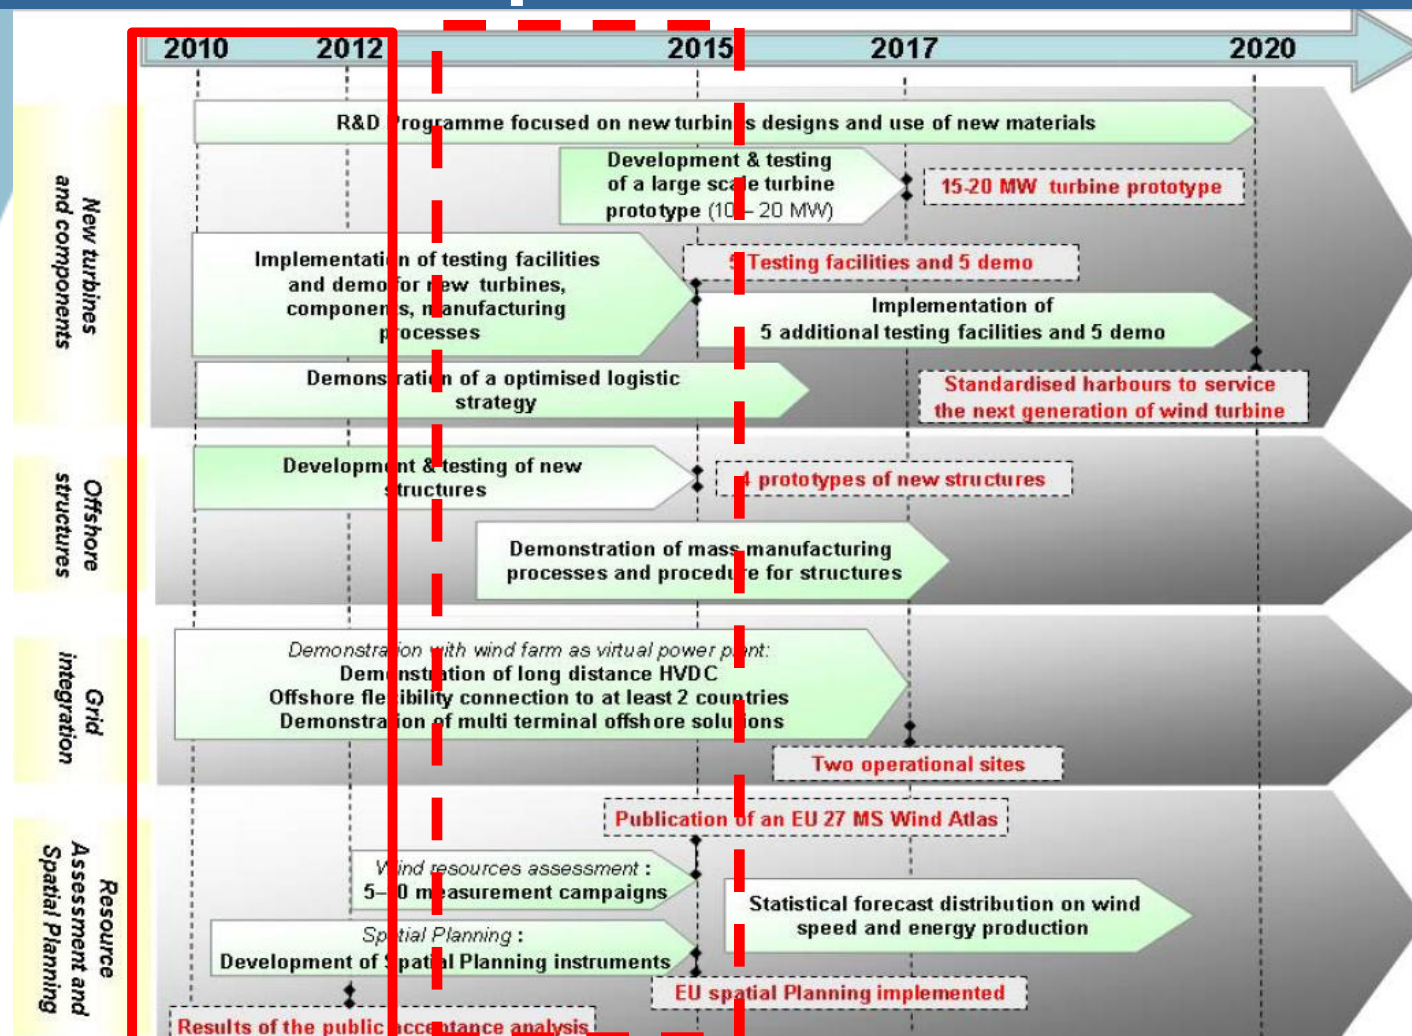 2010 2012 2015 2017 2020
New turbines
and components
R&D Programme focused on new turbines designs and use of new materials
Development & testing
of a large scale turbine
prototype (10 – 20 MW)
15-20 MW turbine prototype
Implementation of testing facilities
and demo for new turbines,
components, manufacturing
processes
5 Testing facilities and 5 demo
Implementation of
5 additional testing facilities and 5 demo
Demonstration of a optimised logistic
strategy
Standardised harbours to service
the next generation of wind turbine
Offshore
structures
Development & testing of new
structures
4 prototypes of new structures
Demonstration of mass manufacturing
processes and procedure for structures
Grid
integration
Demonstration with wind farm as virtual power plant:
Demonstration of long distance HVDC
Offshore flexibility connection to at least 2 countries
Demonstration of multi terminal offshore solutions
Two operational sites
Resource
Assessment and
Spatial Planning
Publication of an EU 27 MS Wind Atlas
Wind resources assessment :
measurement campaigns
Statistical forecast distribution on wind
speed and energy production
Spatial Planning :
Development of Spatial Planning instruments
EU spatial Planning implemented
Results of the public acceptance analysis